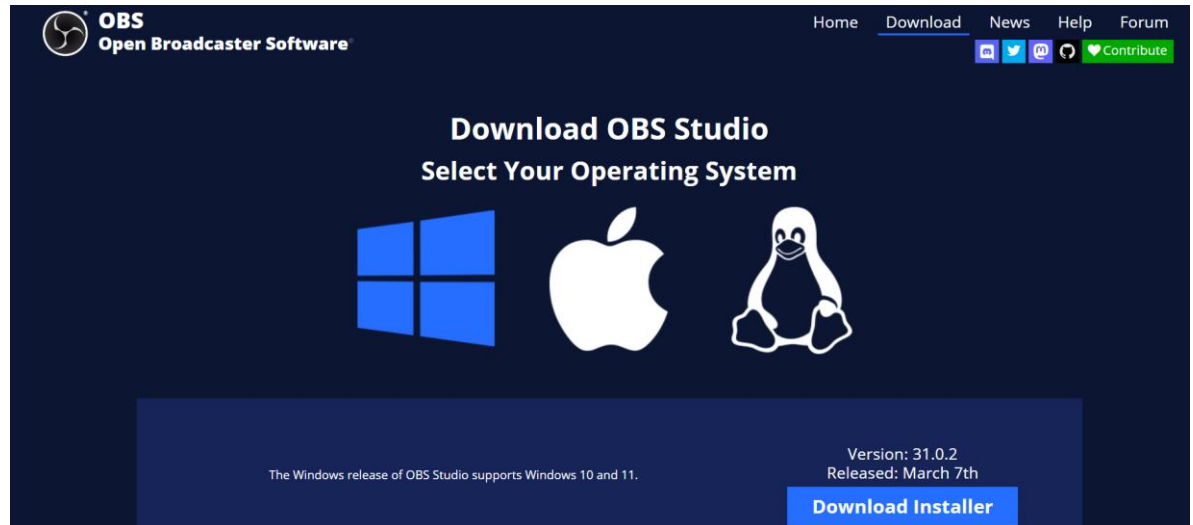 OBS
Open Broadcaster Software®
Home Download News Help Forum
Contribute
Download OBS Studio
Select Your Operating System
The Windows release of OBS Studio supports Windows 10 and 11.
Version: 31.0.2
Released: March 7th
Download Installer